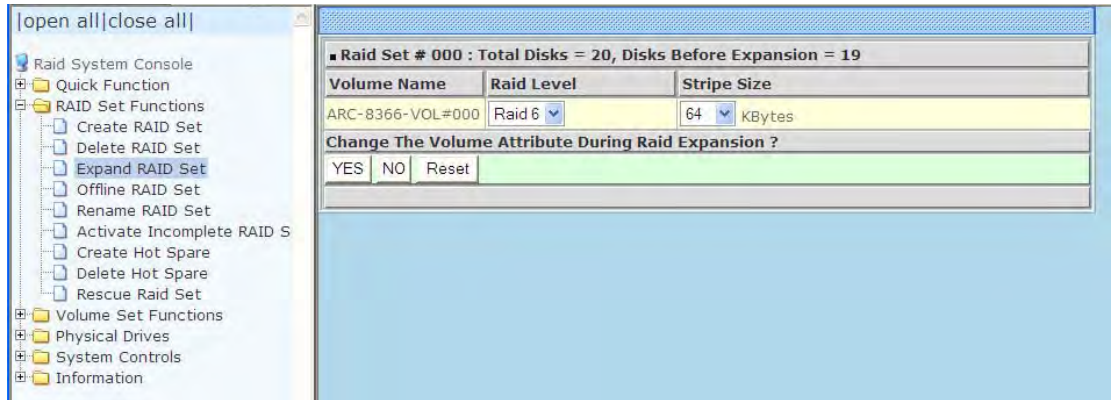 |open all|close all|
Raid System Console
Quick Function
RAID Set Functions
Create RAID Set
Delete RAID Set
Expand RAID Set
Offline RAID Set
Rename RAID Set
Activate Incomplete RAID S
Create Hot Spare
Delete Hot Spare
Rescue Raid Set
Volume Set Functions
Physical Drives
System Controls
Information
Raid Set # 000 : Total Disks = 20, Disks Before Expansion = 19
Volume Name Raid Level Stripe Size
ARC-8366-VOL#000 Raid 6 64 KBytes
Change The Volume Attribute During Raid Expansion ?
YES NO Reset